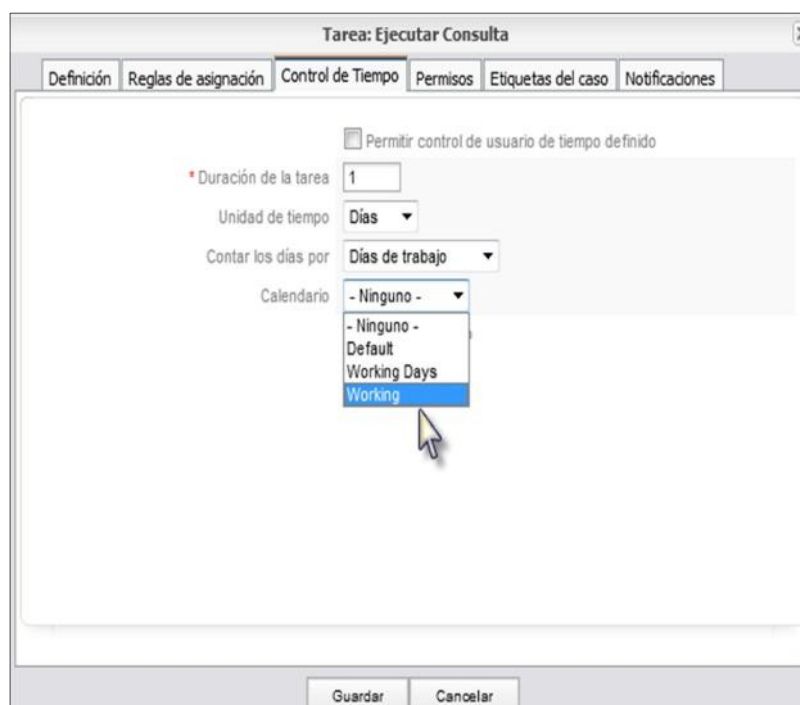 Tarea: Ejecutar Consulta
Definición Reglas de asignación Control de Tiempo Permisos Etiquetas del caso Notificaciones
Permitir control de usuario de tiempo definido
* Duración de la tarea 1
Unidad de tiempo Días
Contar los días por Días de trabajo
Calendario - Ninguno -
- Ninguno -
Default
Working Days
Working
Guardar Cancelar